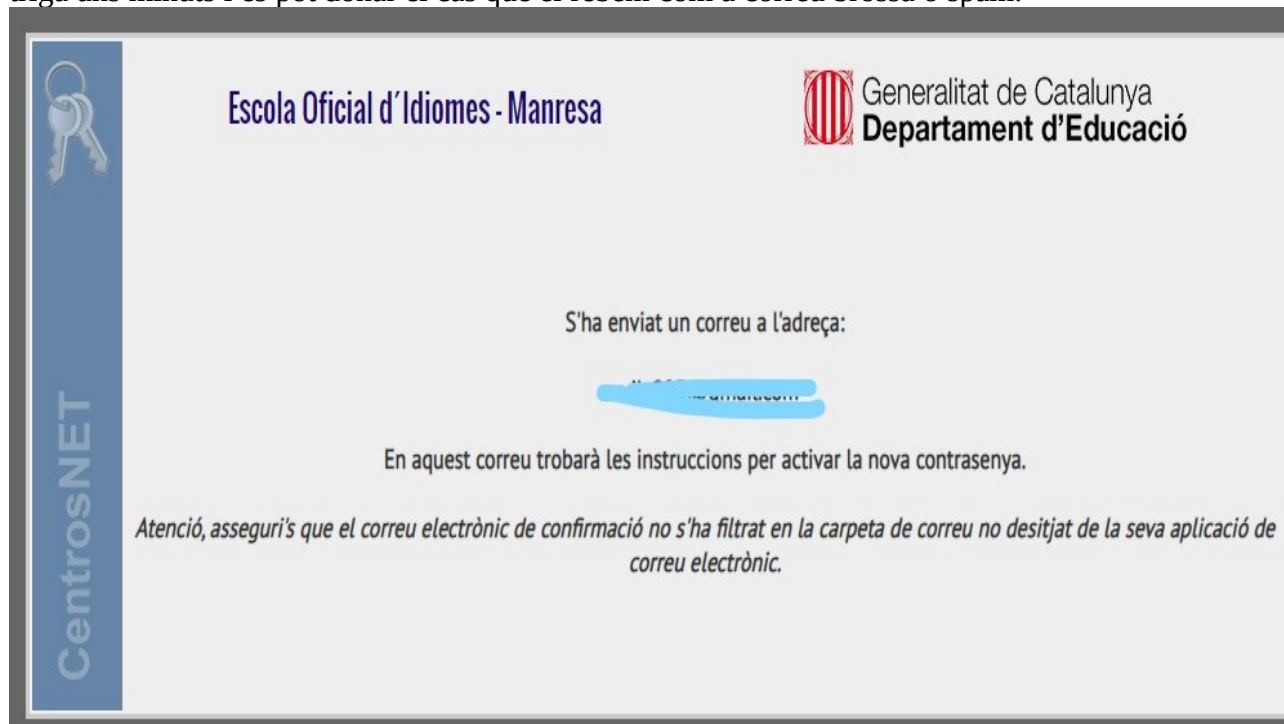 Escola Oficial d´Idiomes - Manresa
Generalitat de Catalunya
Departament d'Educació
S'ha enviat un correu a l'adreça:
En aquest correu trobarà les instruccions per activar la nova contrasenya.
Atenció, asseguri's que el correu electrònic de confirmació no s'ha filtrat en la carpeta de correu no desitjat de la seva aplicació de
correu electrònic.
CentrosNET